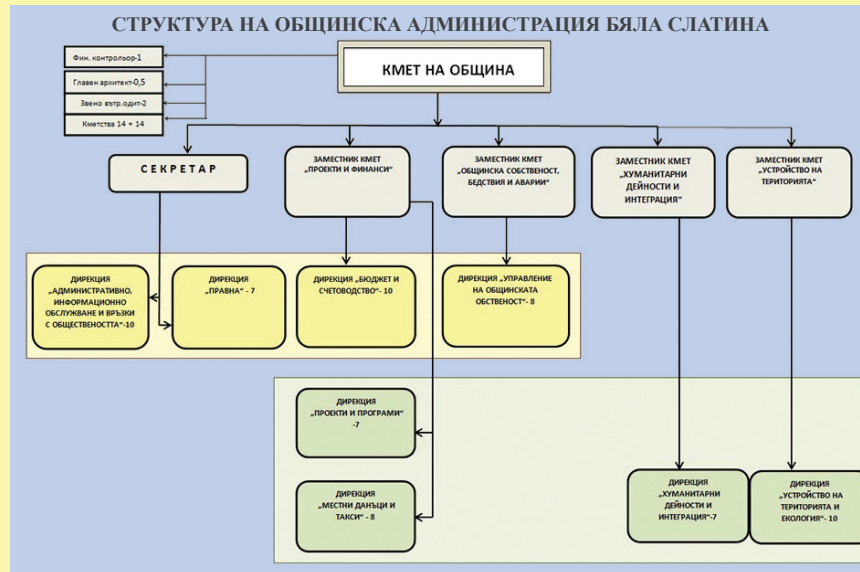 СТРУКТУРА НА ОБЩИНСКА АДМИНИСТРАЦИЯ БЯЛА СЛАТИНА
Фин. контрольор-1
Главен архитект-0,5
Звено вътр.одит-2
Кметства 14 + 14
КМЕТ НА ОБЩИНА
С Е К Р Е Т А Р
ЗАМЕСТНИК КМЕТ
„ПРОЕКТИ И ФИНАНСИ“
ЗАМЕСТНИК КМЕТ
„ОБЩИНСКА СОБСТВЕНОСТ,
БЕДСТВИЯ И АВАРИИ“
ЗАМЕСТНИК КМЕТ
„ХУМАНИТАРНИ
ДЕЙНОСТИ И
ИНТЕГРАЦИЯ“
ЗАМЕСТНИК КМЕТ
„УСТРОЙСТВО НА
ТЕРИТОРИЯТА“
ДИРЕКЦИЯ
„АДМИНИСТРАТИВНО,
ИНФОРМАЦИОННО
ОБСЛУЖВАНЕ И ВРЪЗКИ
С ОБЩЕСТВЕНОСТТА“-10
ДИРЕКЦИЯ
„ПРАВНА“ - 7
ДИРЕКЦИЯ „БЮДЖЕТ И
СЧЕТОВОДСТВО“- 10
ДИРЕКЦИЯ „УПРАВЛЕНИЕ
НА ОБЩИНСКАТА
ОБСТВЕНОСТ“- 8
ДИРЕКЦИЯ
„ПРОЕКТИ И ПРОГРАМИ“
-7
ДИРЕКЦИЯ
„МЕСТНИ ДАНЪЦИ И
ТАКСИ“ - 8
ДИРЕКЦИЯ
„ХУМАНИТАРНИ
ДЕЙНОСТИ И
ИНТЕГРАЦИЯ“-7
ДИРЕКЦИЯ
„УСТРОЙСТВО НА
ТЕРИТОРИЯТА И
ЕКОЛОГИЯ“- 10